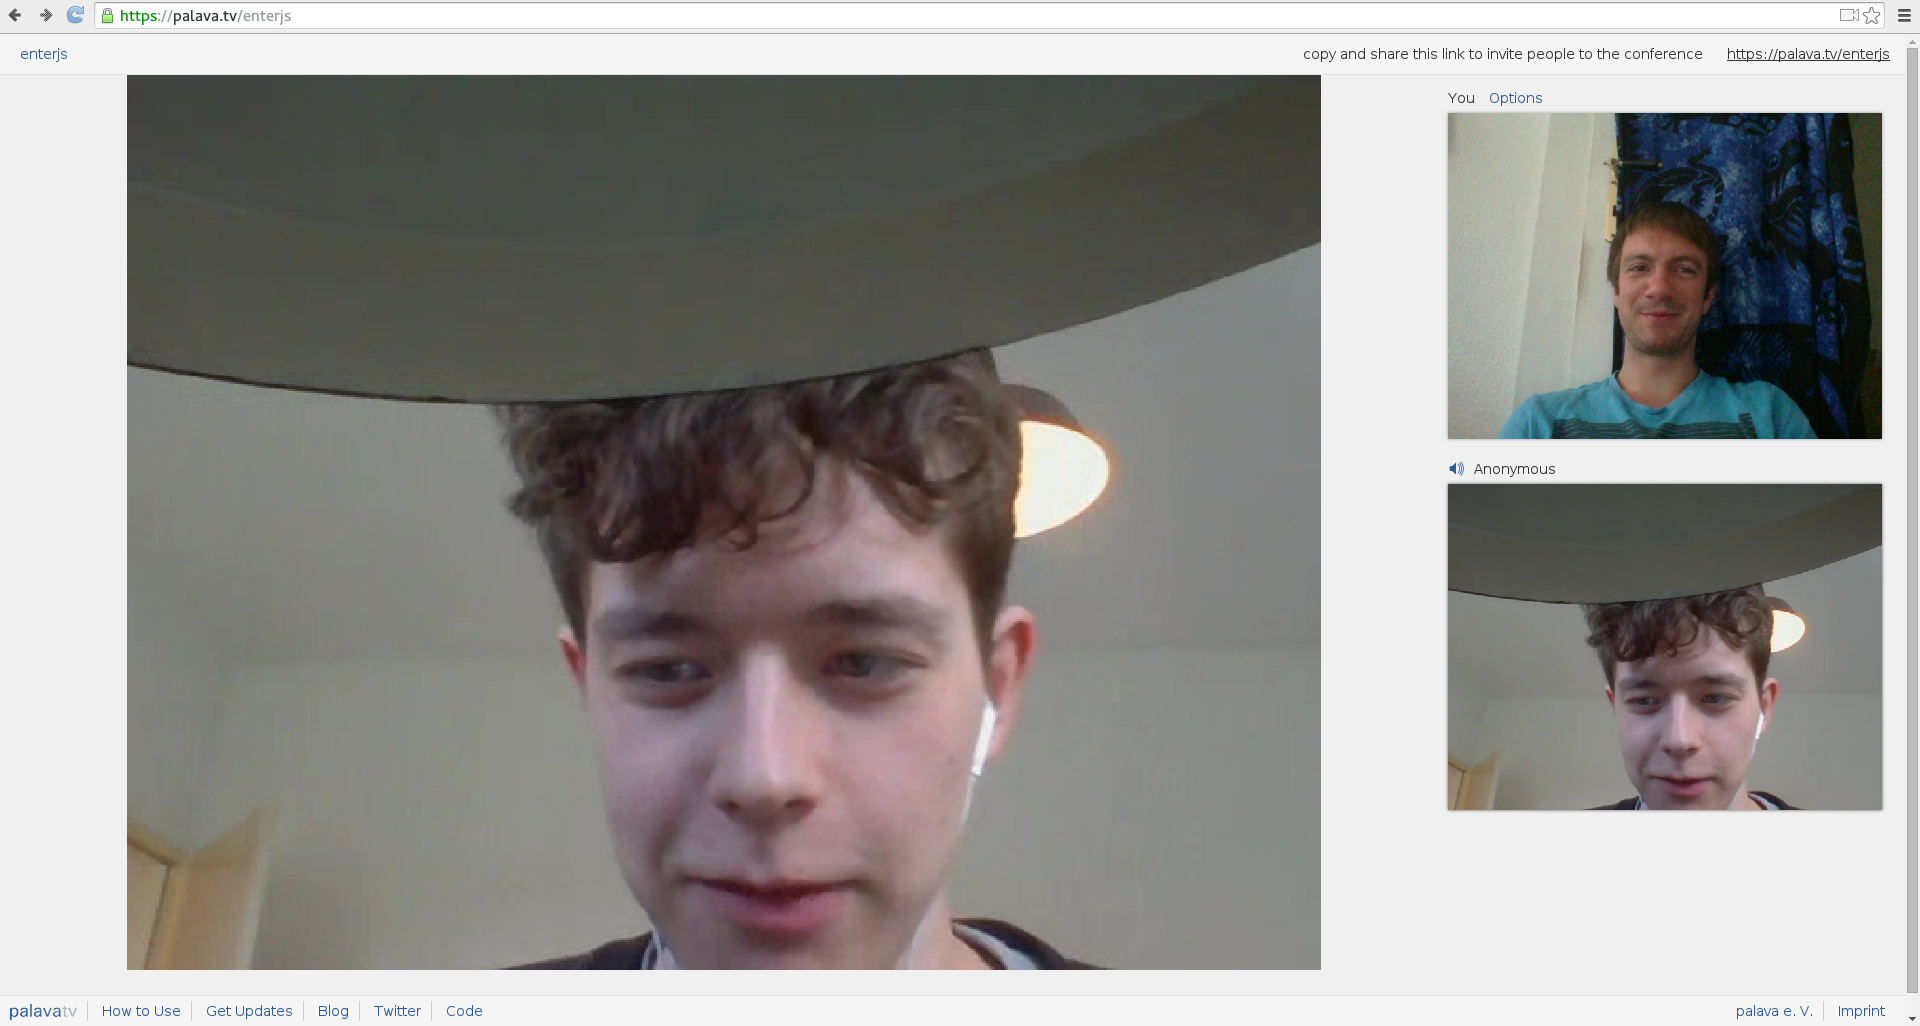 https://palava.tv/enterjs
enterjs
copy and share this link to invite people to the conference
https://palava.tv/enterjs
You
Options
Anonymous
palavatv
How to Use
Get Updates
Blog
Twitter
Code
palava e. V.
Imprint